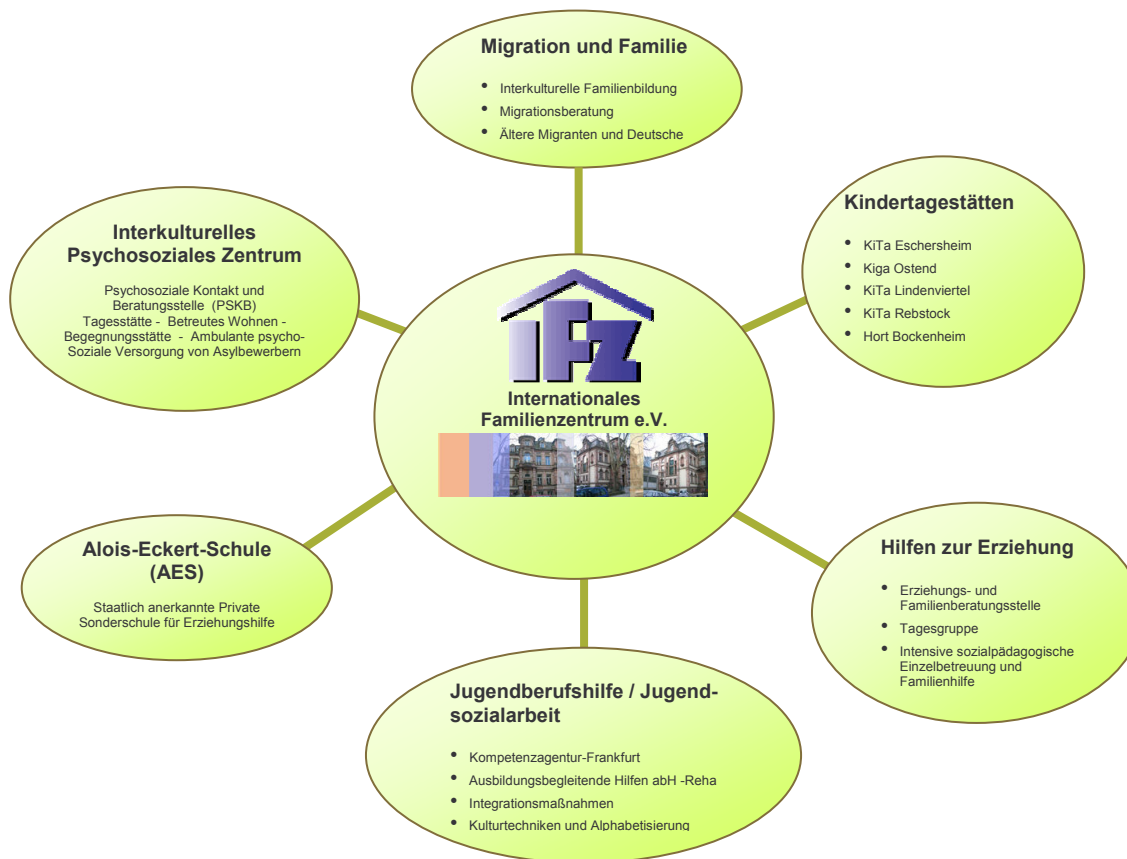 Migration und Familie
• Interkulturelle Familienbildung
• Migrationsberatung
• Ältere Migranten und Deutsche
Interkulturelles
Psychosoziales Zentrum
Psychosoziale Kontakt und
Beratungsstelle (PSKB)
Tagesstätte - Betreutes Wohnen -
Begegnungsstätte - Ambulante psycho-
Soziale Versorgung von Asylbewerbern
Kindertagestätten
• KiTa Eschersheim
• Kiga Ostend
• KiTa Lindenviertel
• KiTa Rebstock
• Hort Bockenheim
IFZ
Internationales
Familienzentrum e.V.
Alois-Eckert-Schule
(AES)
Staatlich anerkannte Private
Sonderschule für Erziehungshilfe
Hilfen zur Erziehung
• Erziehungs- und
Familienberatungsstelle
• Tagesgruppe
• Intensive sozialpädagogische
Einzelbetreuung und
Familienhilfe
Jugendberufshilfe / Jugend-
sozialarbeit
• Kompetenzagentur-Frankfurt
• Ausbildungsbegleitende Hilfen abH -Reha
• Integrationsmaßnahmen
• Kulturtechniken und Alphabetisierung